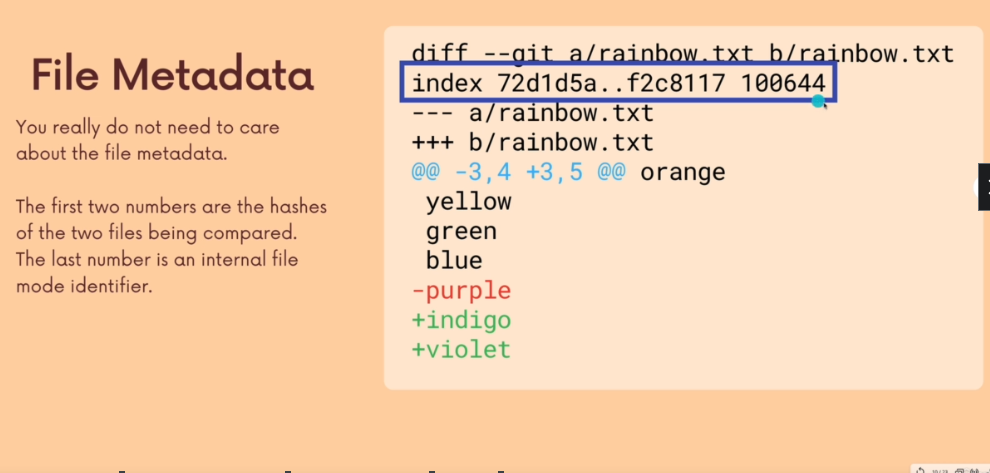 File Metadata
You really do not need to care
about the file metadata.
The first two numbers are the hashes
of the two files being compared.
The last number is an internal file
mode identifier.
diff --git a/rainbow.txt b/rainbow.txt
index 72d1d5a..f2c8117 100644
--- a/rainbow.txt
+++ b/rainbow.txt
@@ -3,4 +3,5 @@ orange
yellow
green
blue
-purple
+indigo
+violet